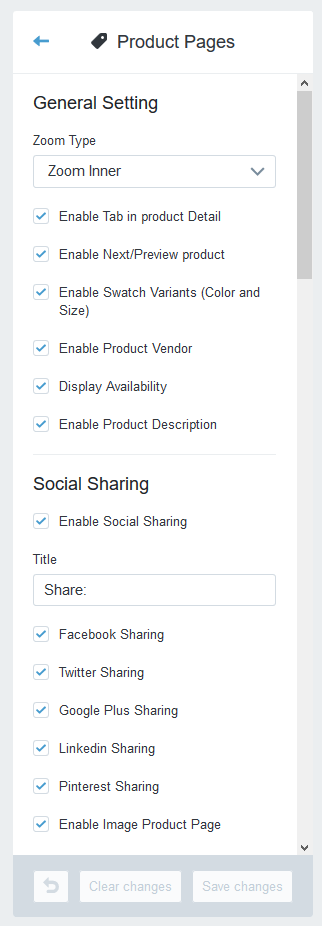 Product Pages
General Setting
Zoom Type
Zoom Inner
Enable Tab in product Detail
Enable Next/Preview product
Enable Swatch Variants (Color and
Size)
Enable Product Vendor
Display Availability
Enable Product Description
Social Sharing
Enable Social Sharing
Title
Share:
Facebook Sharing
Twitter Sharing
Google Plus Sharing
Linkedin Sharing
Pinterest Sharing
Enable Image Product Page
Clear changes
Save changes